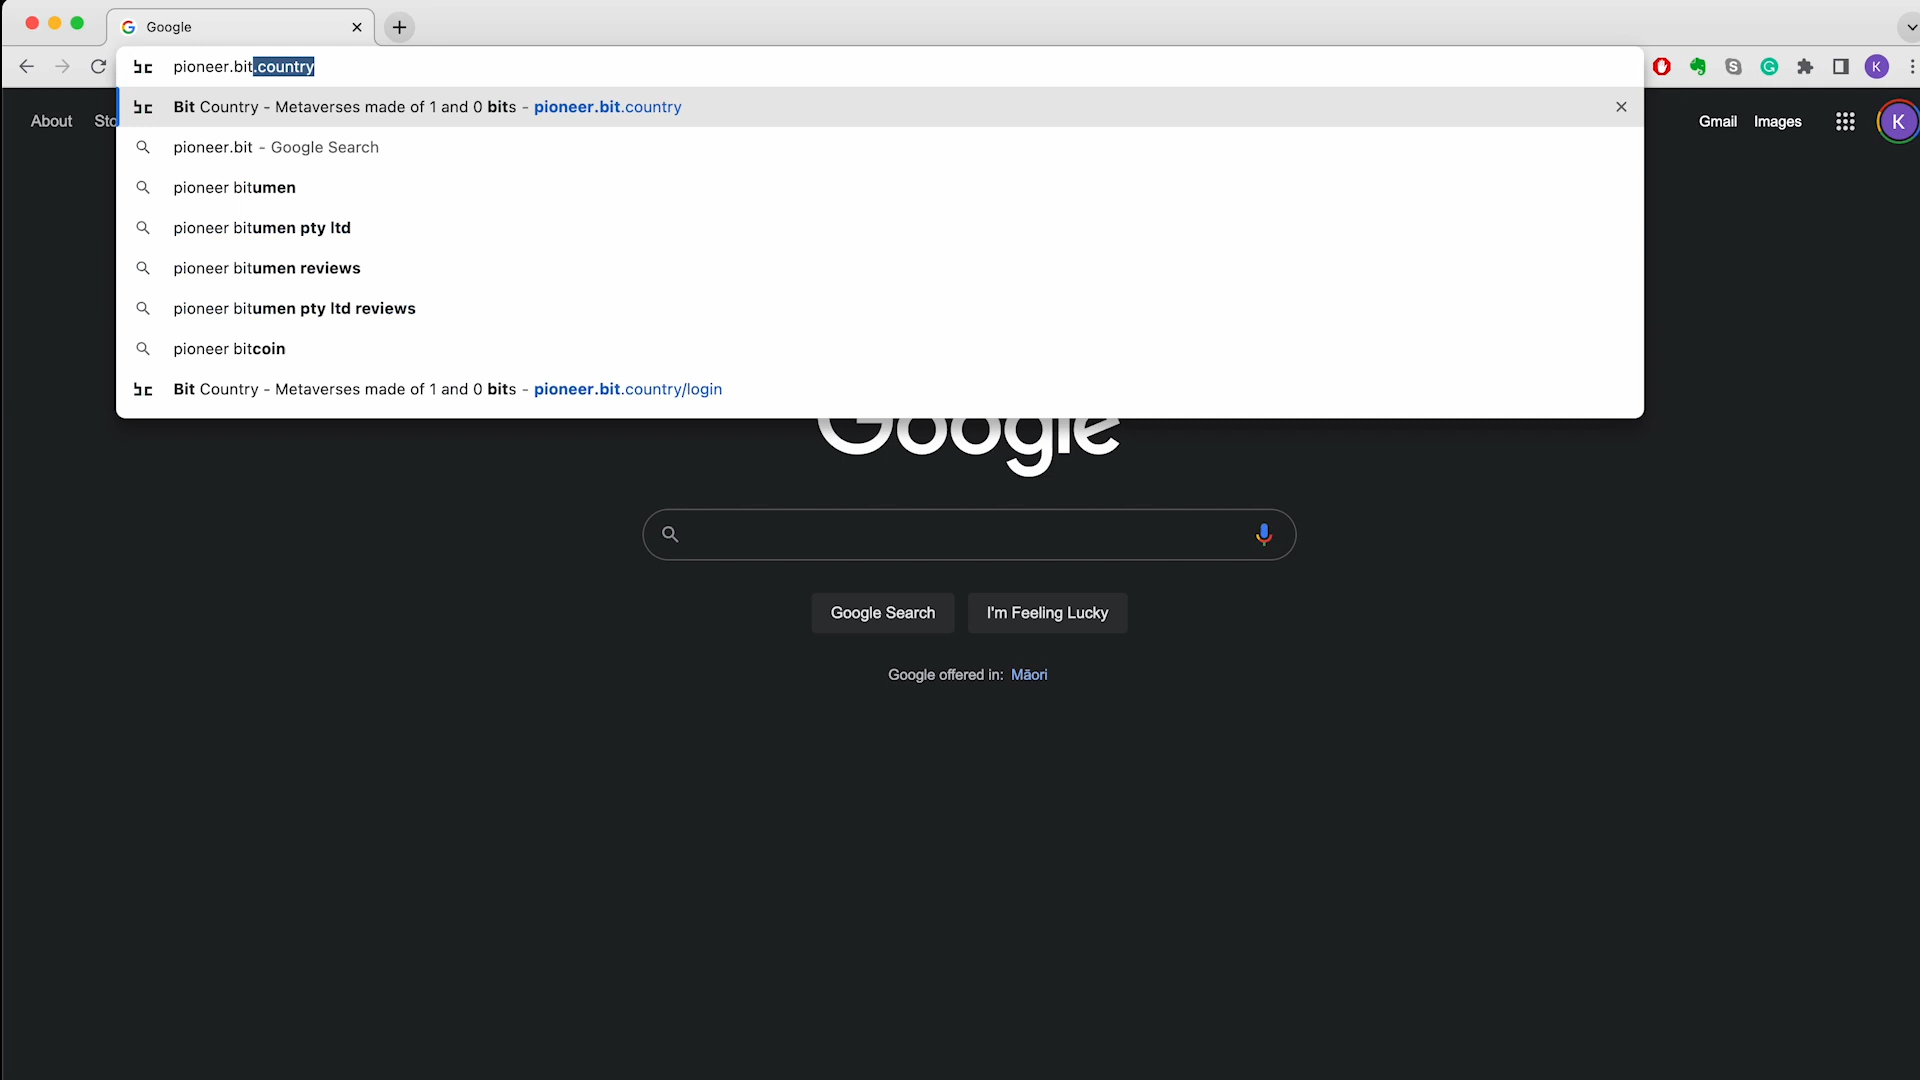 Google
pioneer.bit.country
Bit Country - Metaverses made of 1 and 0 bits - pioneer.bit.country
About
Sto
Gmail
Images
K
K
pioneer.bit - Google Search
pioneer bitumen
pioneer bitumen pty ltd
pioneer bitumen reviews
pioneer bitumen pty ltd reviews
pioneer bitcoin
Bit Country - Metaverses made of 1 and 0 bits - pioneer.bit.country/login
Google
Google Search
I'm Feeling Lucky
Google offered in: Māori